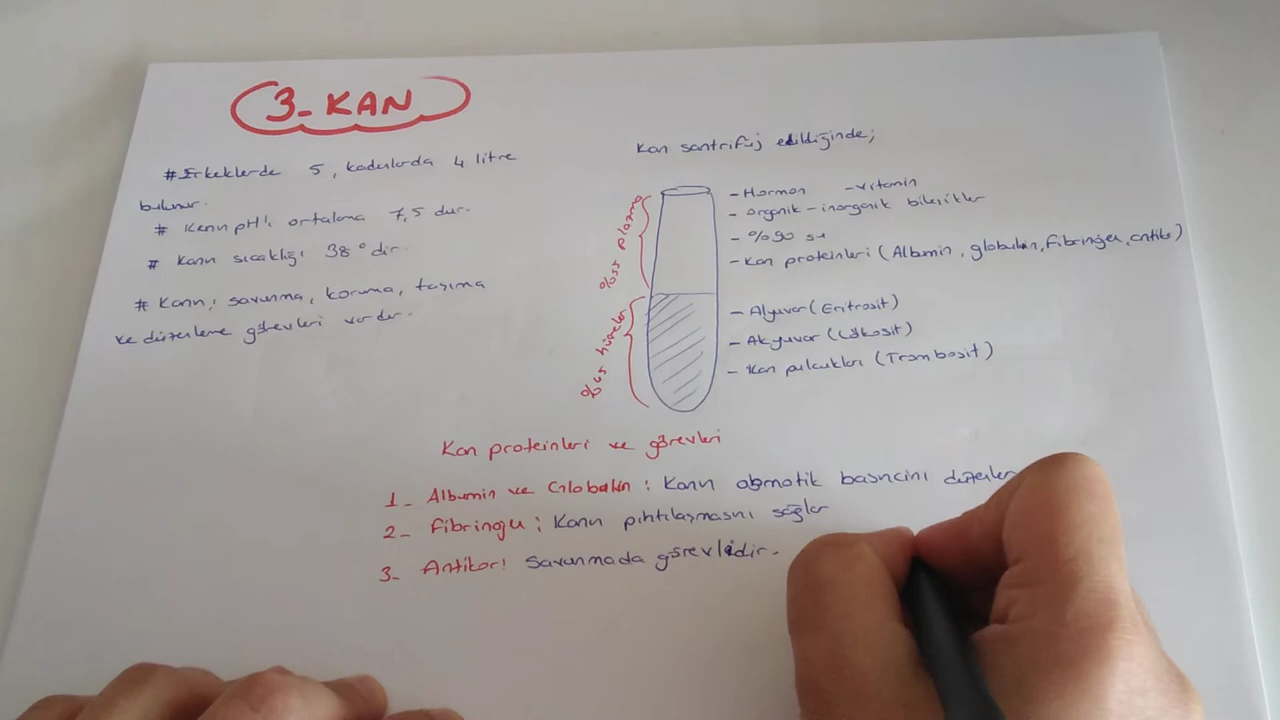 3- KAN
# Erkeklerde 5, kadınlarda 4 litre
bulunur.
# Kanın pH'ı ortalama 7,5 dur.
# Kanın sıcaklığı 38° dir.
# Kanın; savunma, koruma, taşıma
ve düzenleme görevleri vardır.
Kan santrifüj edildiğinde;
%55 plazma
- Hormon - vitamin
- Organik - inorganik bileşikler
- %90 su
- Kan proteinleri (Albumin, globulin, fibrinojen, antiko)
%45 hücreler
- Alyuvar (Eritrosit)
- Akyuvar (Lökosit)
- Kan pulcukları (Trombosit)
Kan proteinleri ve görevleri
1- Albumin ve Globulin : Kanın ozmotik basıncını düzenler
2- Fibrinojen : Kanın pıhtılaşmasını sağlar
3- Antikor: Savunmada görevlidir.